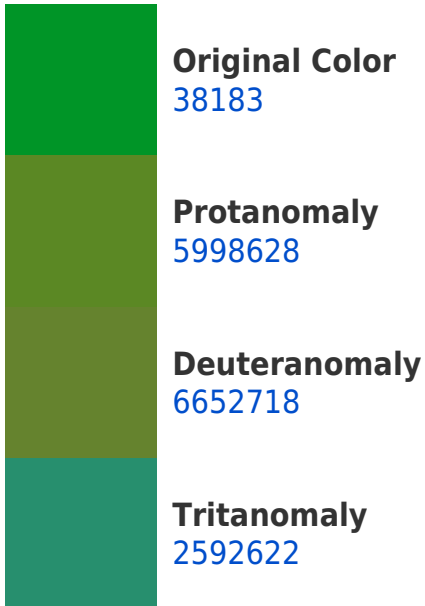 Original Color
38183
Protanomaly
5998628
Deuteranomaly
6652718
Tritanomaly
2592622